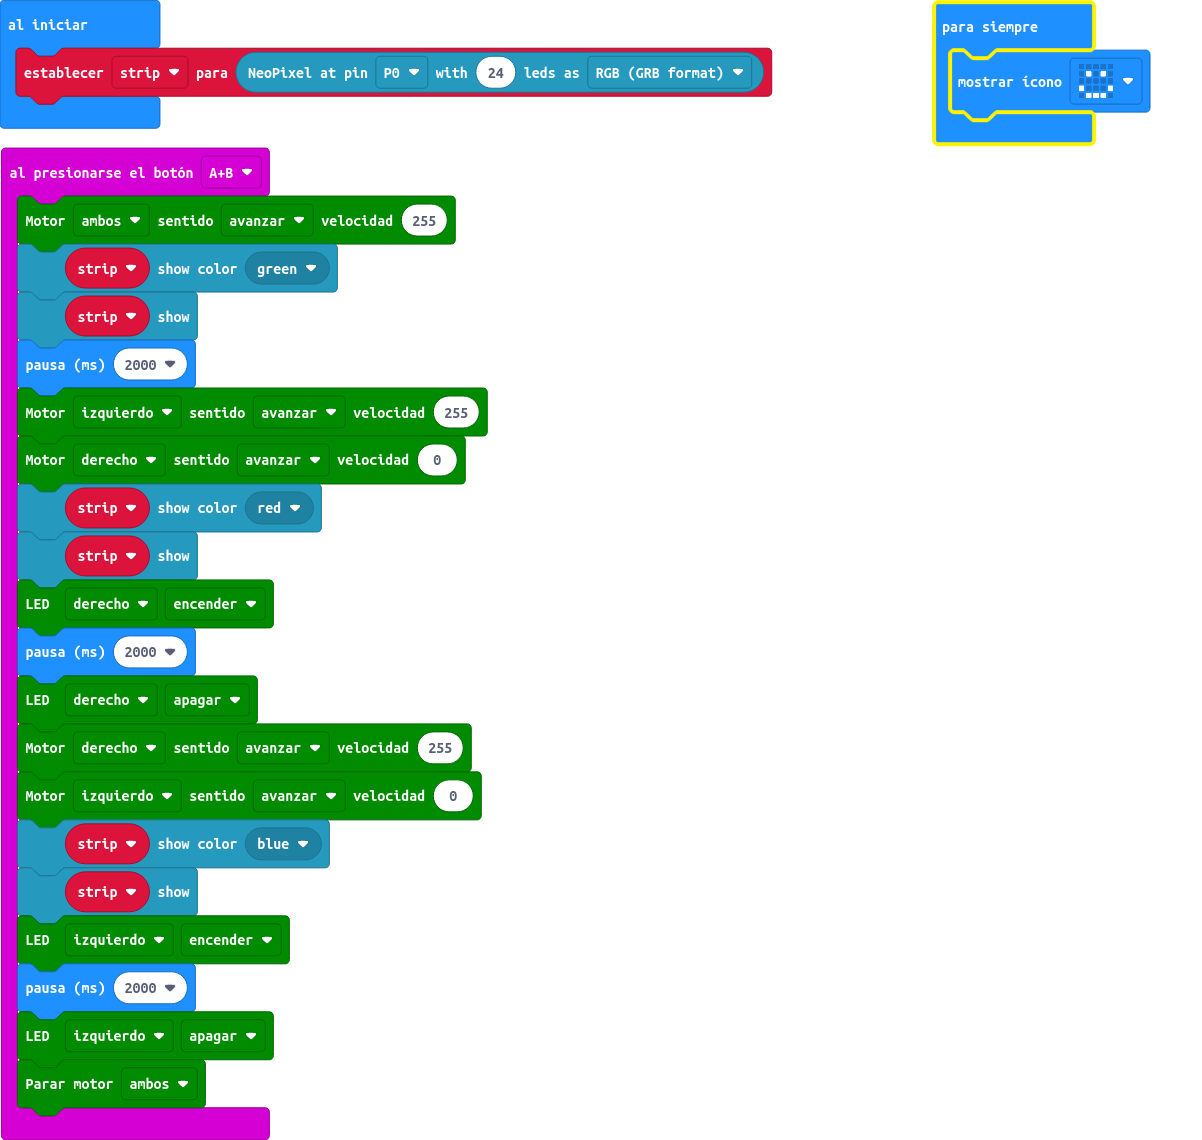 al iniciar
establecer strip para NeoPixel at pin P0 with 24 leds as RGB (GRB format)
para siempre
mostrar ícono
al presionarse el botón A+B
Motor ambos sentido avanzar velocidad 255
strip show color green
strip show
pausa (ms) 2000
Motor izquierdo sentido avanzar velocidad 255
Motor derecho sentido avanzar velocidad 0
strip show color red
strip show
LED derecho encender
pausa (ms) 2000
LED derecho apagar
Motor derecho sentido avanzar velocidad 255
Motor izquierdo sentido avanzar velocidad 0
strip show color blue
strip show
LED izquierdo encender
pausa (ms) 2000
LED izquierdo apagar
Parar motor ambos